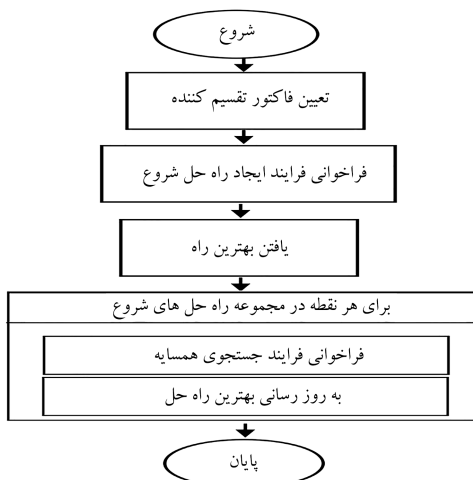 شروع
تعیین فاکتور تقسیم کننده
فراخوانی فرایند ایجاد راه حل شروع
یافتن بهترین راه
برای هر نقطه در مجموعه راه حل های شروع
فراخوانی فرایند جستجوی همسایه
به روز رسانی بهترین راه حل
پایان